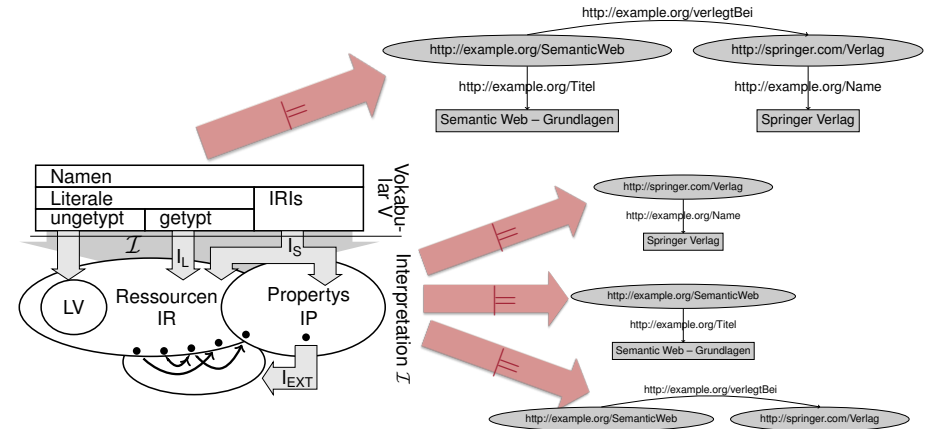 http://example.org/verlegtBei
http://example.org/SemanticWeb
http://springer.com/Verlag
http://example.org/Titel
http://example.org/Name
Semantic Web – Grundlagen
Springer Verlag
⊨
Namen
Literale
IRIs
ungetypt
getypt
Vokabu-
lar V
I
I_L
I_S
LV
Ressourcen
IR
Propertys
IP
I_EXT
Interpretation I
⊨
http://springer.com/Verlag
http://example.org/Name
Springer Verlag
⊨
http://example.org/SemanticWeb
http://example.org/Titel
Semantic Web – Grundlagen
⊨
http://example.org/verlegtBei
http://example.org/SemanticWeb
http://springer.com/Verlag